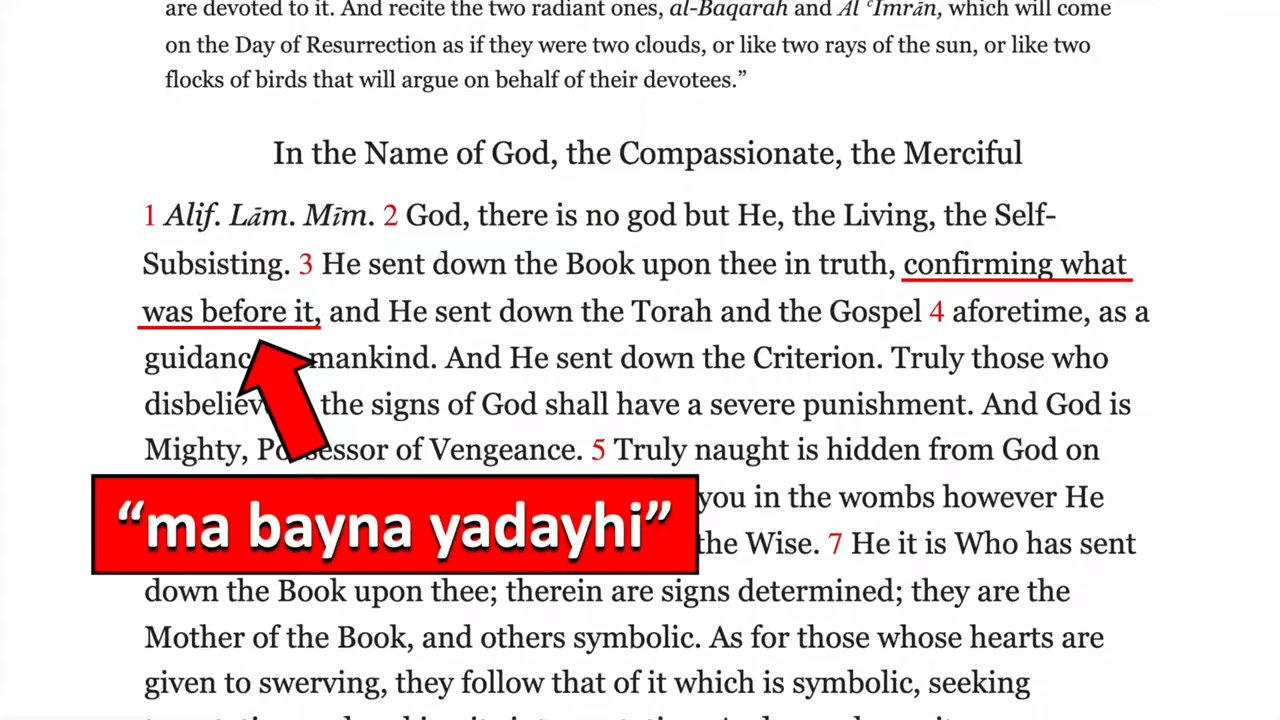 are devoted to it. And recite the two radiant ones, al-Baqarah and Āl ʿImrān, which will come
on the Day of Resurrection as if they were two clouds, or like two rays of the sun, or like two
flocks of birds that will argue on behalf of their devotees.”
In the Name of God, the Compassionate, the Merciful
1 Alif. Lām. Mīm. 2 God, there is no god but He, the Living, the Self-
Subsisting. 3 He sent down the Book upon thee in truth, confirming what
was before it, and He sent down the Torah and the Gospel 4 aforetime, as a
mankind. And He sent down the Criterion. Truly those who
the signs of God shall have a severe punishment. And God is
Mighty, of Vengeance. 5 Truly naught is hidden from God on
you in the wombs however He
“ma bayna yadayhi”
the Wise. 7 He it is Who has sent
down the Book upon thee; therein are signs determined; they are the
Mother of the Book, and others symbolic. As for those whose hearts are
given to swerving, they follow that of it which is symbolic, seeking